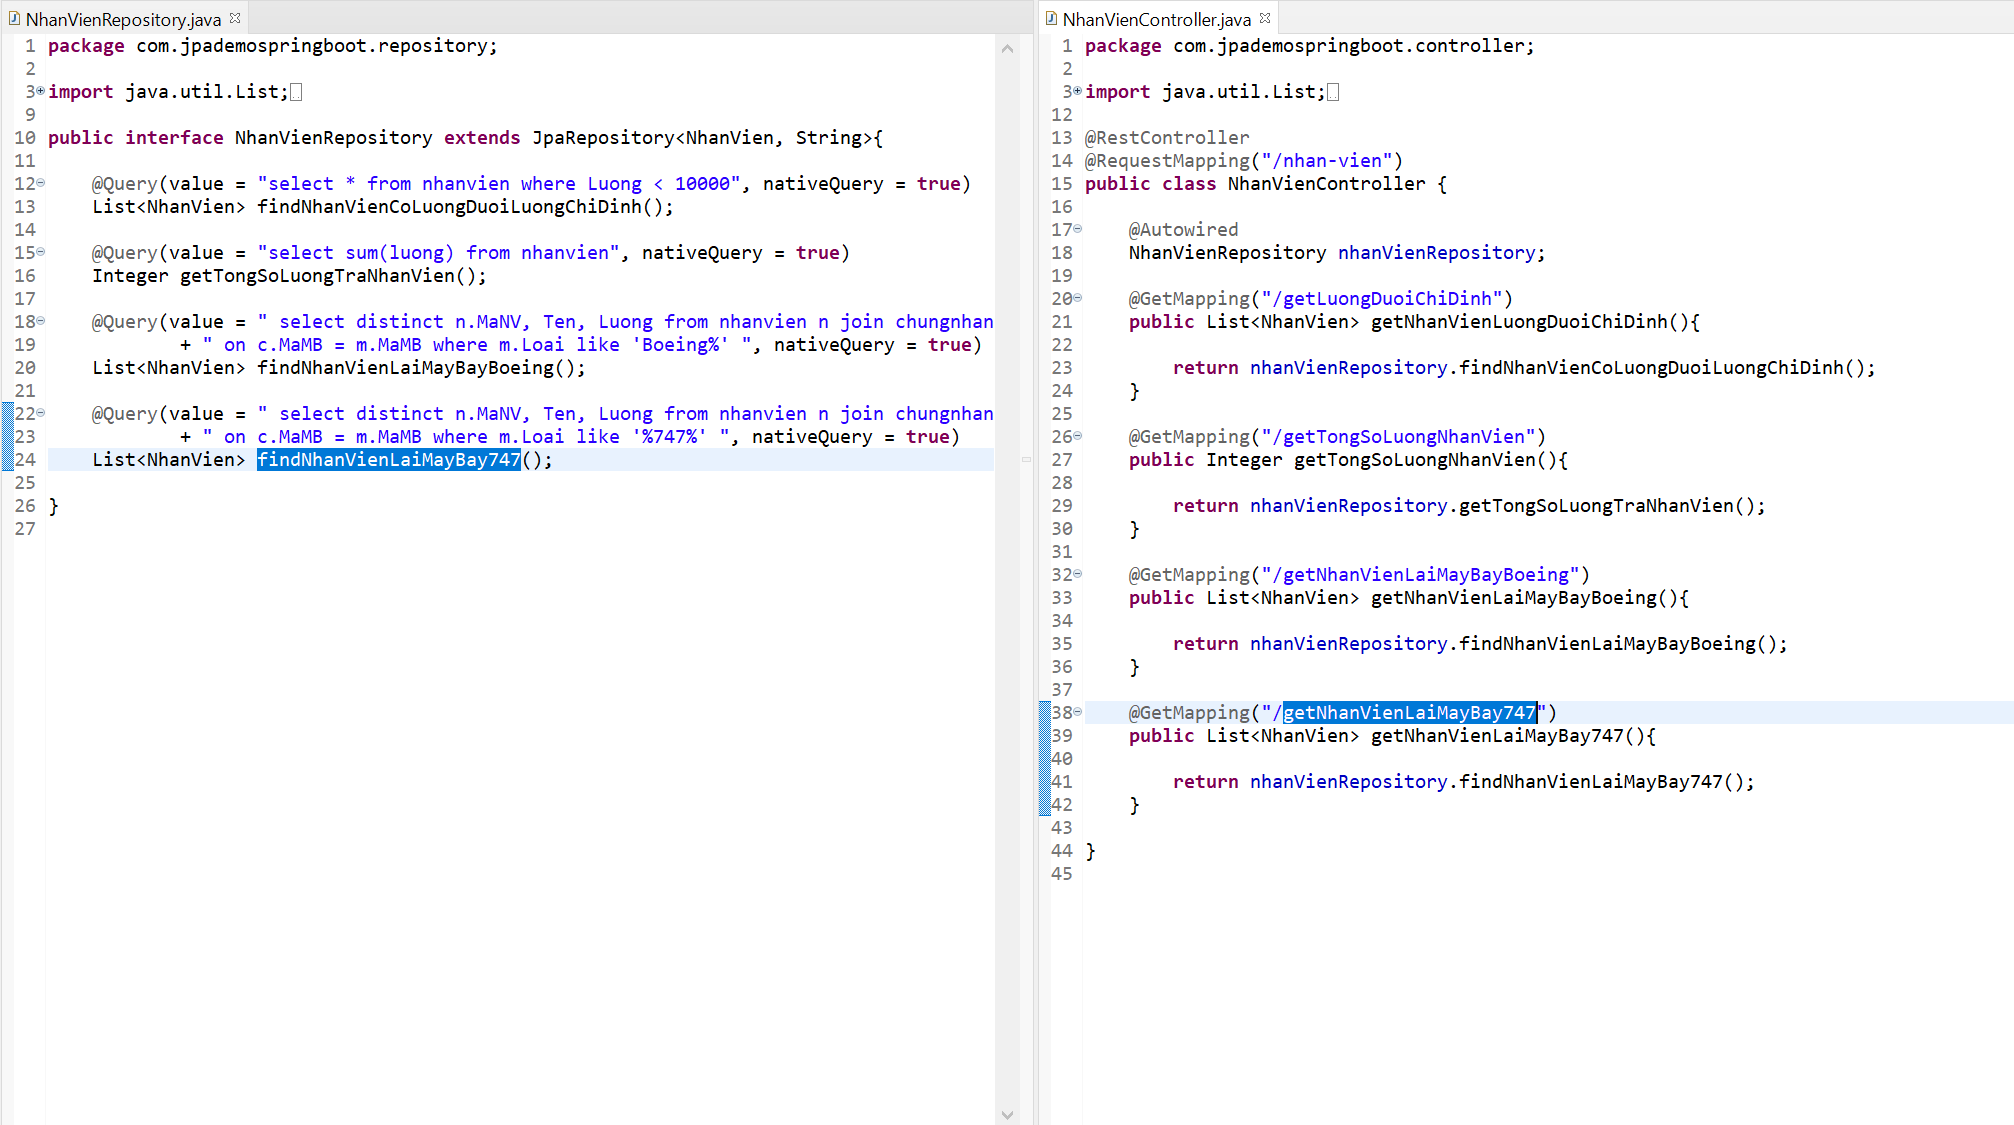 NhanVienRepository.java
1 package com.jpademospringboot.repository;
2
3 import java.util.List;
9
10 public interface NhanVienRepository extends JpaRepository<NhanVien, String>{
11
12 @Query(value = "select * from nhanvien where Luong < 10000", nativeQuery = true)
13 List<NhanVien> findNhanVienCoLuongDuoiLuongChiDinh();
14
15 @Query(value = "select sum(luong) from nhanvien", nativeQuery = true)
16 Integer getTongSoLuongTraNhanVien();
17
18 @Query(value = " select distinct n.MaNV, Ten, Luong from nhanvien n join chungnhan
19 + " on c.MaMB = m.MaMB where m.Loai like 'Boeing%' ", nativeQuery = true)
20 List<NhanVien> findNhanVienLaiMayBayBoeing();
21
22 @Query(value = " select distinct n.MaNV, Ten, Luong from nhanvien n join chungnhan
23 + " on c.MaMB = m.MaMB where m.Loai like '%747%' ", nativeQuery = true)
24 List<NhanVien> findNhanVienLaiMayBay747();
25
26 }
27
NhanVienController.java
1 package com.jpademospringboot.controller;
2
3 import java.util.List;
12
13 @RestController
14 @RequestMapping("/nhan-vien")
15 public class NhanVienController {
16
17 @Autowired
18 NhanVienRepository nhanVienRepository;
19
20 @GetMapping("/getLuongDuoiChiDinh")
21 public List<NhanVien> getNhanVienLuongDuoiChiDinh(){
22
23 return nhanVienRepository.findNhanVienCoLuongDuoiLuongChiDinh();
24 }
25
26 @GetMapping("/getTongSoLuongNhanVien")
27 public Integer getTongSoLuongNhanVien(){
28
29 return nhanVienRepository.getTongSoLuongTraNhanVien();
30 }
31
32 @GetMapping("/getNhanVienLaiMayBayBoeing")
33 public List<NhanVien> getNhanVienLaiMayBayBoeing(){
34
35 return nhanVienRepository.findNhanVienLaiMayBayBoeing();
36 }
37
38 @GetMapping("/getNhanVienLaiMayBay747")
39 public List<NhanVien> getNhanVienLaiMayBay747(){
40
41 return nhanVienRepository.findNhanVienLaiMayBay747();
42 }
43
44 }
45